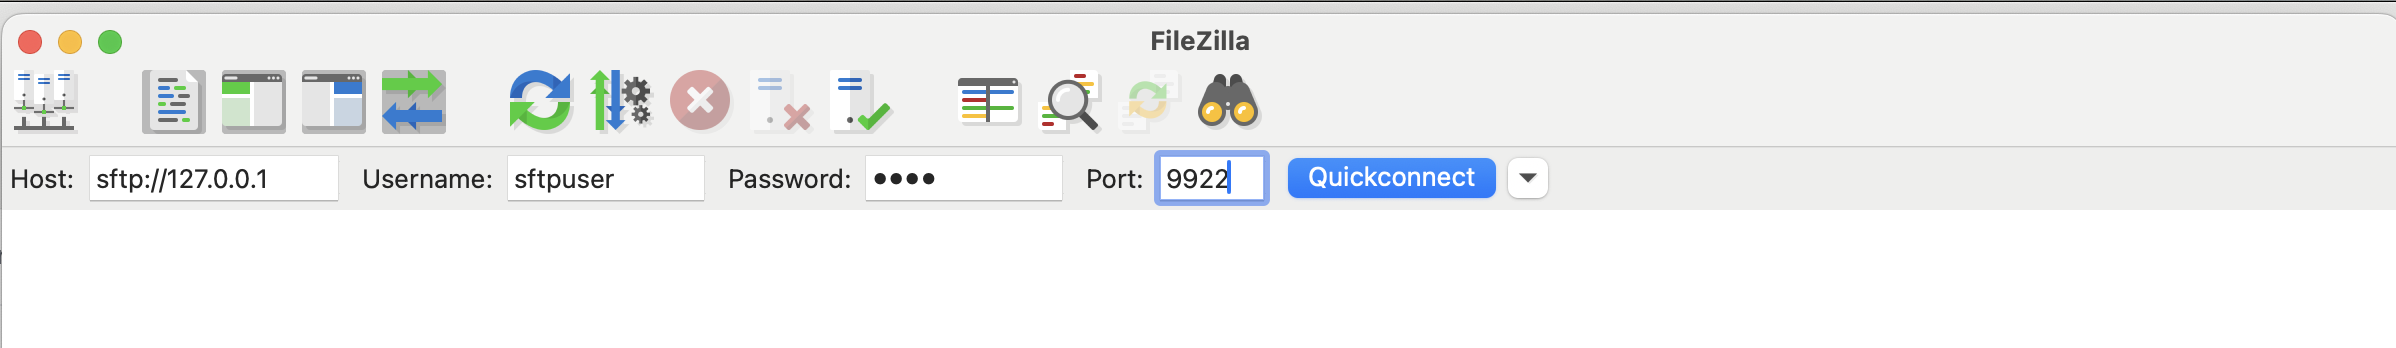 FileZilla
Host: sftp://127.0.0.1 Username: sftpuser Password: •••• Port: 9922 Quickconnect